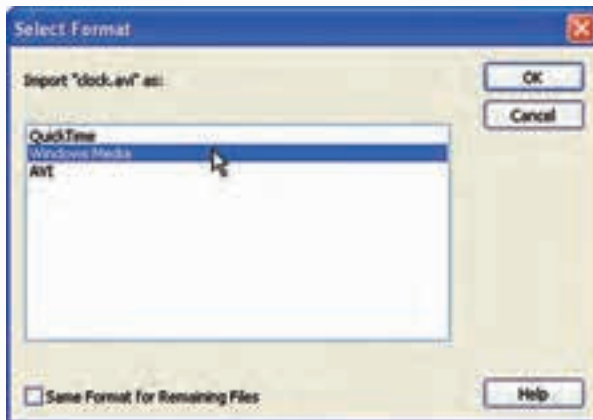 Select Format
Import "clock.avi" as:
OK
Cancel
QuickTime
Windows Media
AVI
Same Format for Remaining Files
Help